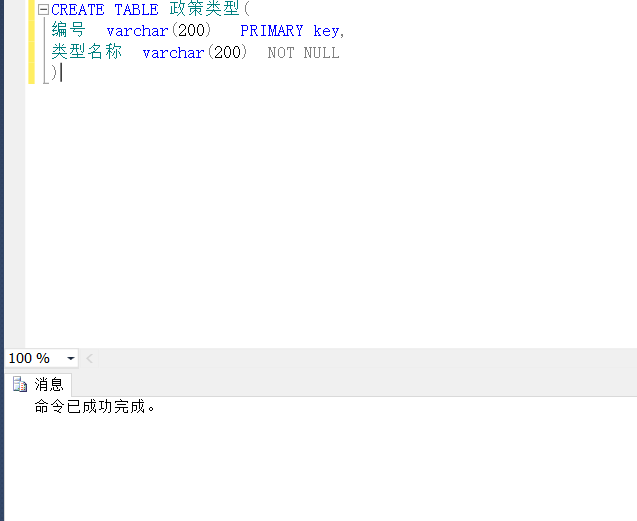 CREATE TABLE 政策类型(
编号  varchar(200)   PRIMARY key,
类型名称  varchar(200)  NOT NULL
)
100 %
消息
命令已成功完成。